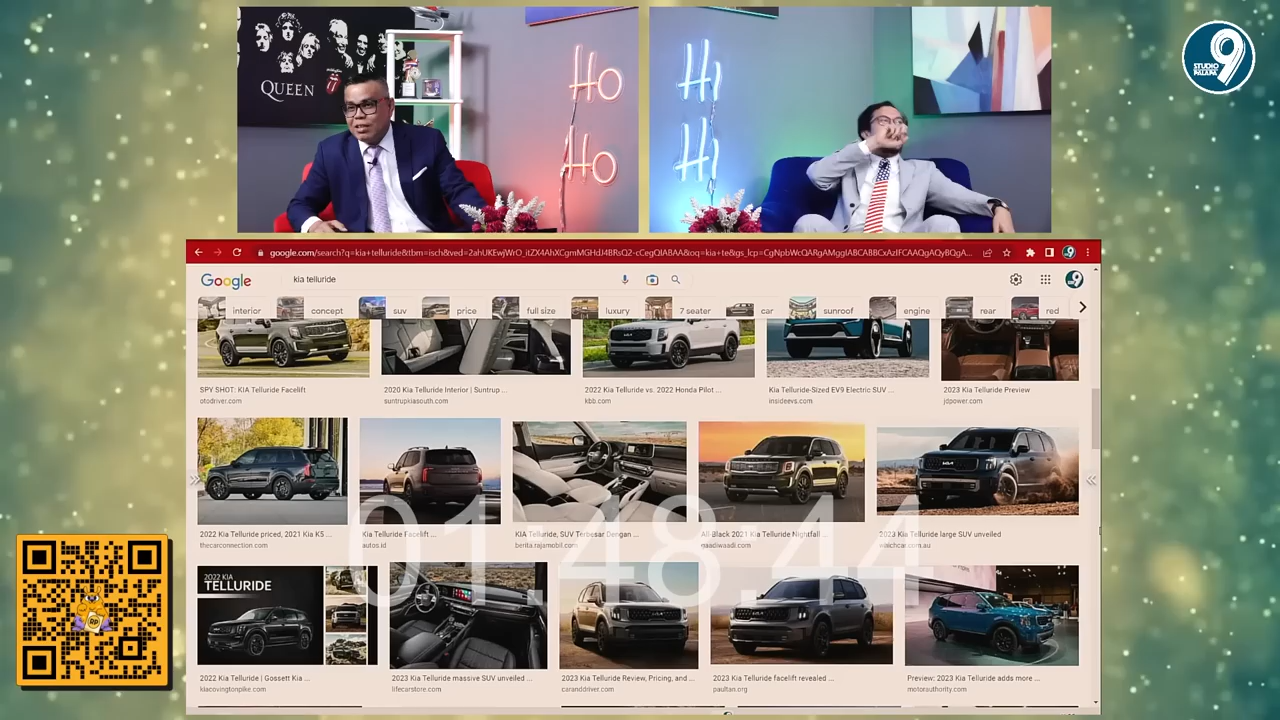 QUEEN
HO
HO
Hi
Hi
9
STUDIO
PALAPA
google.com/search?q=kia+telluride&tbm=isch&ved=2ahUKEwjWrO_itZX4AhXCgmMGHdJ4BRsQ2-cCegQIABAA&oq=kia+te&gs_lcp=CgNpbWcQARgAMggIABCABBCxAzIFCAAQgAQyBQgA...
Google
kia telluride
interior concept suv price full size luxury 7 seater car sunroof engine rear red
SPY SHOT: KIA Telluride Facelift
otodriver.com
2020 Kia Telluride Interior | Suntrup ...
suntrupkiasouth.com
2022 Kia Telluride vs. 2022 Honda Pilot ...
kbb.com
Kia Telluride-Sized EV9 Electric SUV ...
insideevs.com
2023 Kia Telluride Preview
jdpower.com
2022 Kia Telluride priced, 2021 Kia K5 ...
thecarconnection.com
Kia Telluride Facelift ...
autos.id
KIA Telluride, SUV Terbesar Dengan ...
berita.rajamobil.com
All-Black 2021 Kia Telluride Nightfall ...
gaadiwaadi.com
2023 Kia Telluride large SUV unveiled
whichcar.com.au
01:48.44
2022 KIA
TELLURIDE
2022 Kia Telluride | Gossett Kia ...
kiacovingtonpike.com
2023 Kia Telluride massive SUV unveiled ...
lifecarstore.com
2023 Kia Telluride Review, Pricing, and ...
caranddriver.com
2023 Kia Telluride facelift revealed ...
paultan.org
Preview: 2023 Kia Telluride adds more ...
motorauthority.com
RP